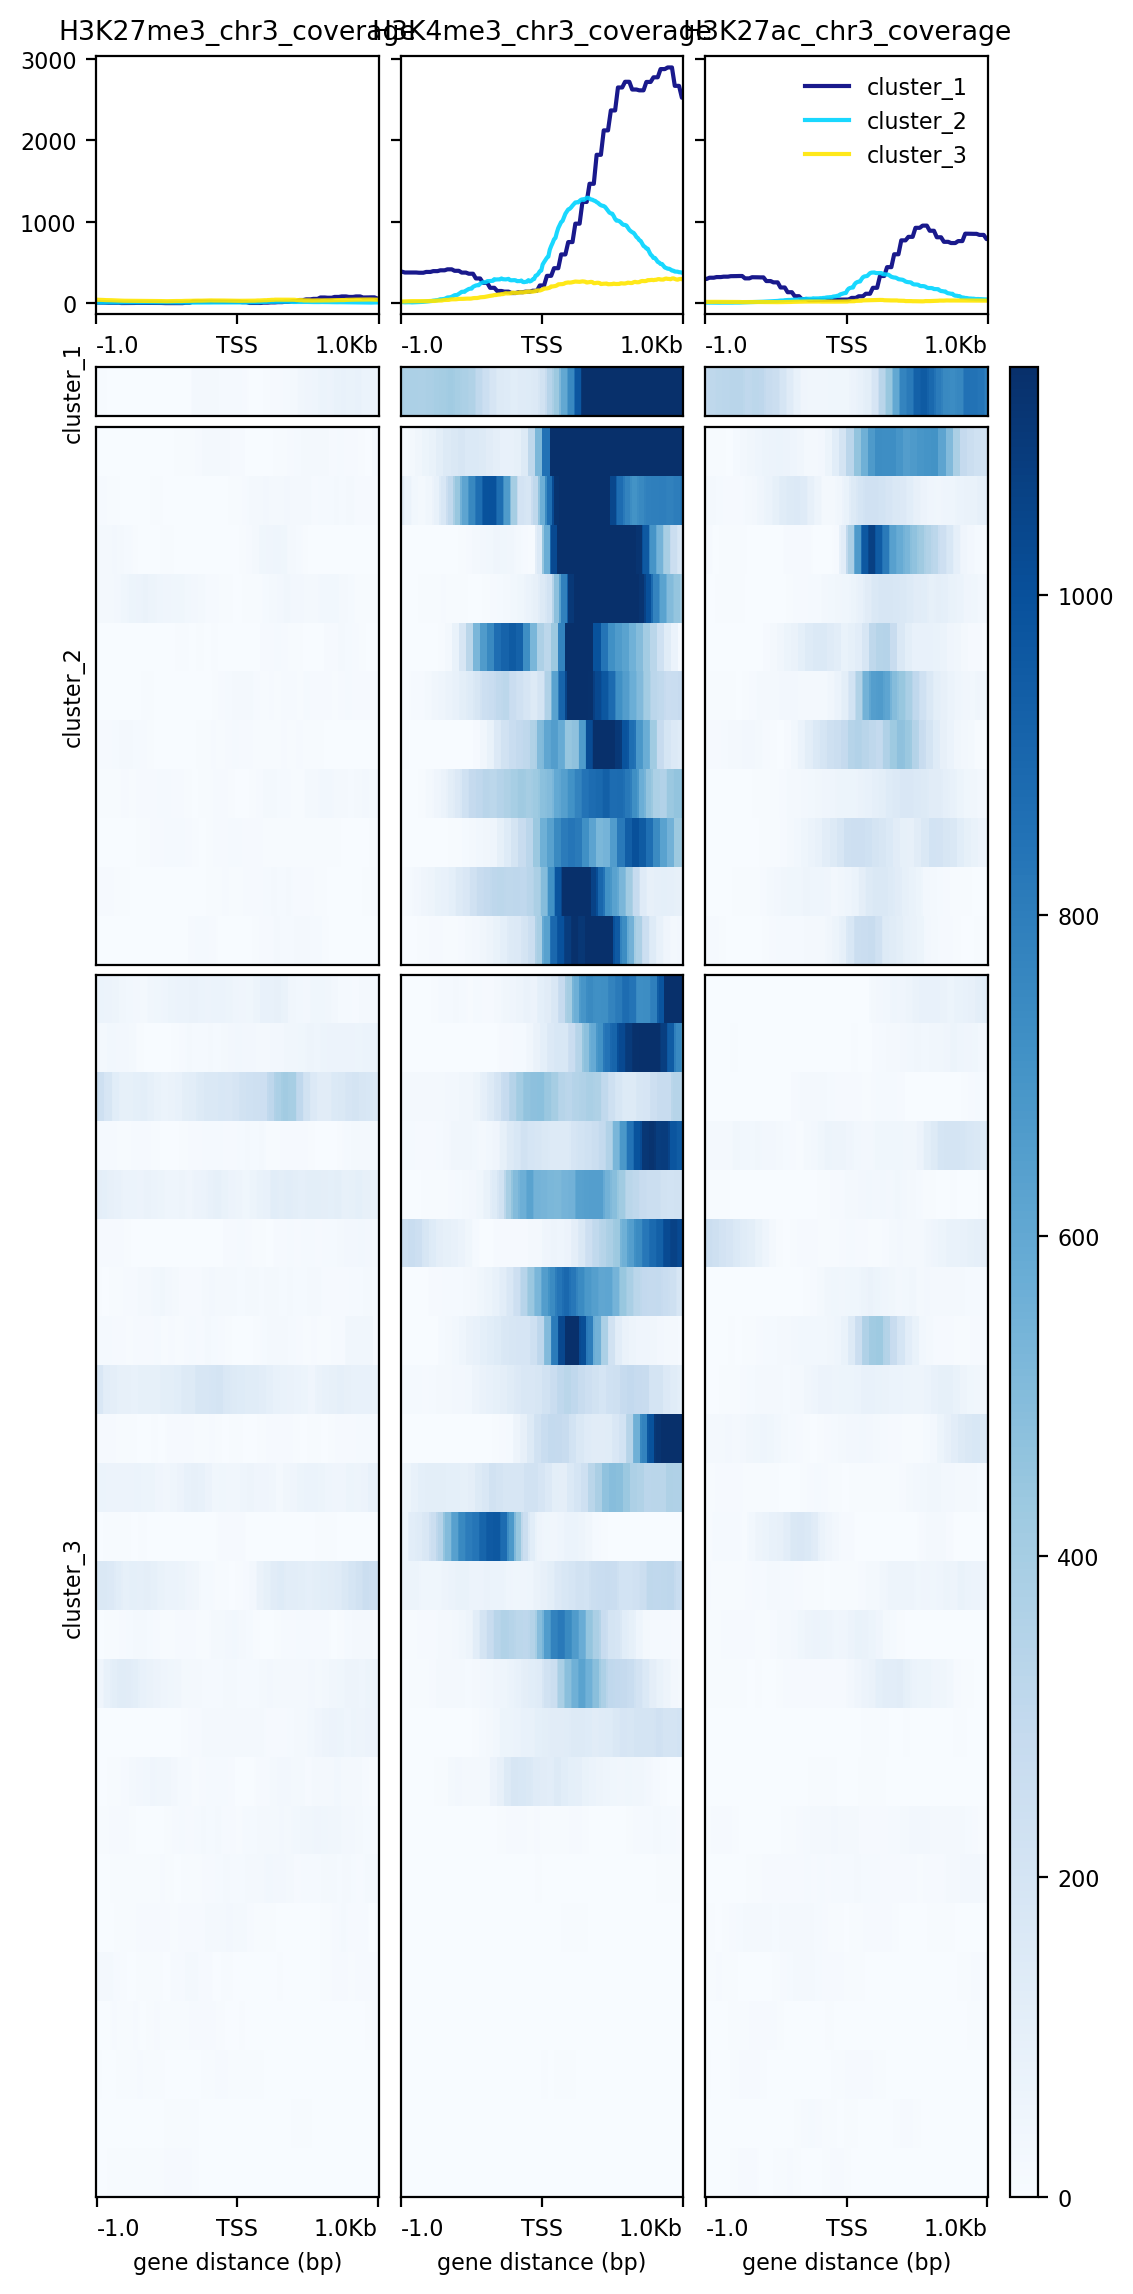 H3K27me3_chr3_coverage H3K4me3_chr3_coverage H3K27ac_chr3_coverage
3000
2000
1000
0
cluster_1
cluster_2
cluster_3
-1.0 TSS 1.0Kb -1.0 TSS 1.0Kb -1.0 TSS 1.0Kb
cluster_1
cluster_2
cluster_3
1000
800
600
400
200
0
-1.0 TSS 1.0Kb -1.0 TSS 1.0Kb -1.0 TSS 1.0Kb
gene distance (bp) gene distance (bp) gene distance (bp)